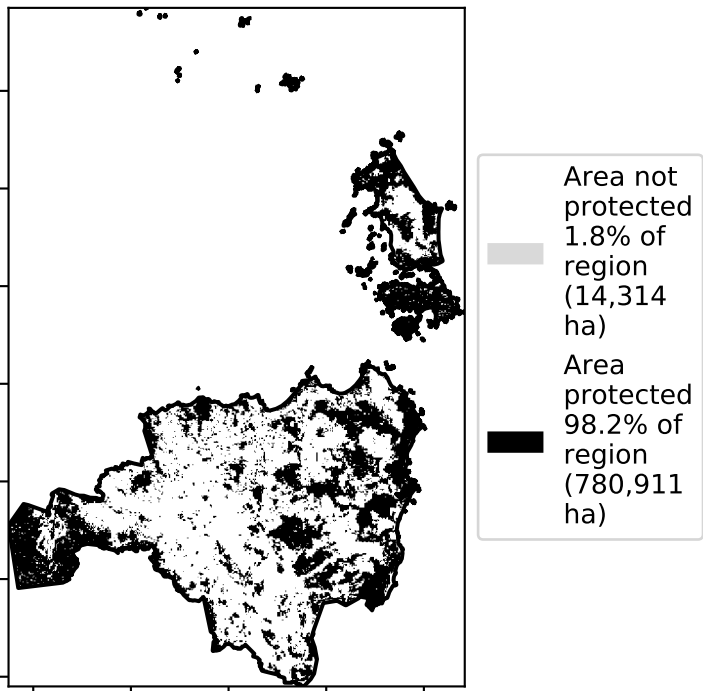 Area not
protected
1.8% of
region
(14,314
ha)
Area
protected
98.2% of
region
(780,911
ha)